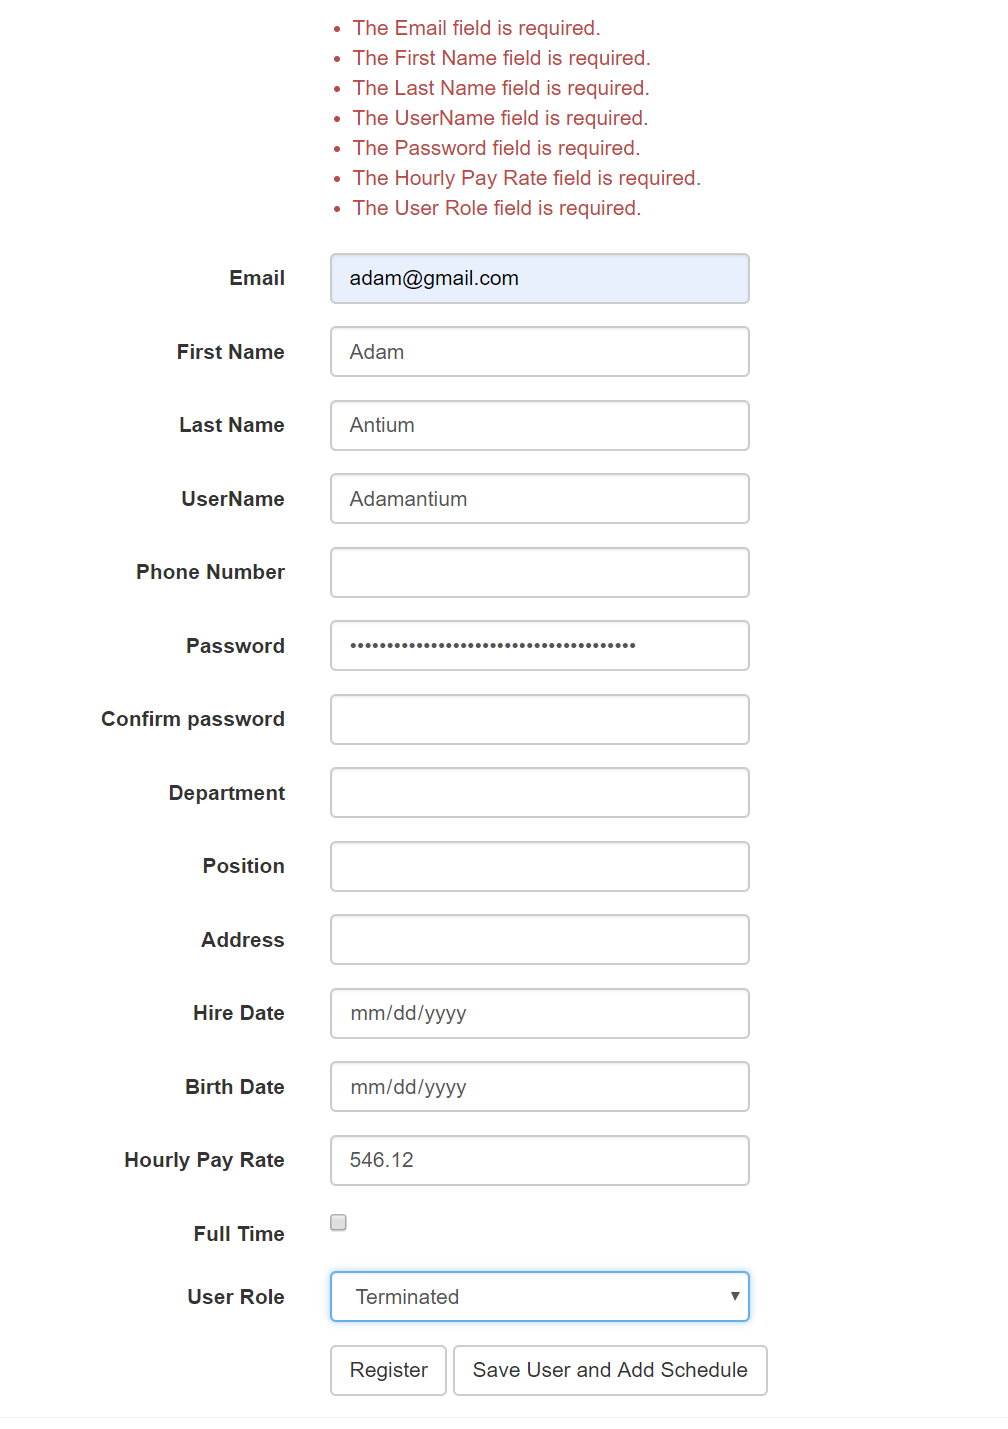 The Email field is required.
The First Name field is required.
The Last Name field is required.
The UserName field is required.
The Password field is required.
The Hourly Pay Rate field is required.
The User Role field is required.
Email adam@gmail.com
First Name Adam
Last Name Antium
UserName Adamantium
Phone Number
Password •••••••••••••••••••••••••••••••••••••••
Confirm password
Department
Position
Address
Hire Date mm/dd/yyyy
Birth Date mm/dd/yyyy
Hourly Pay Rate 546.12
Full Time
User Role Terminated
Register Save User and Add Schedule